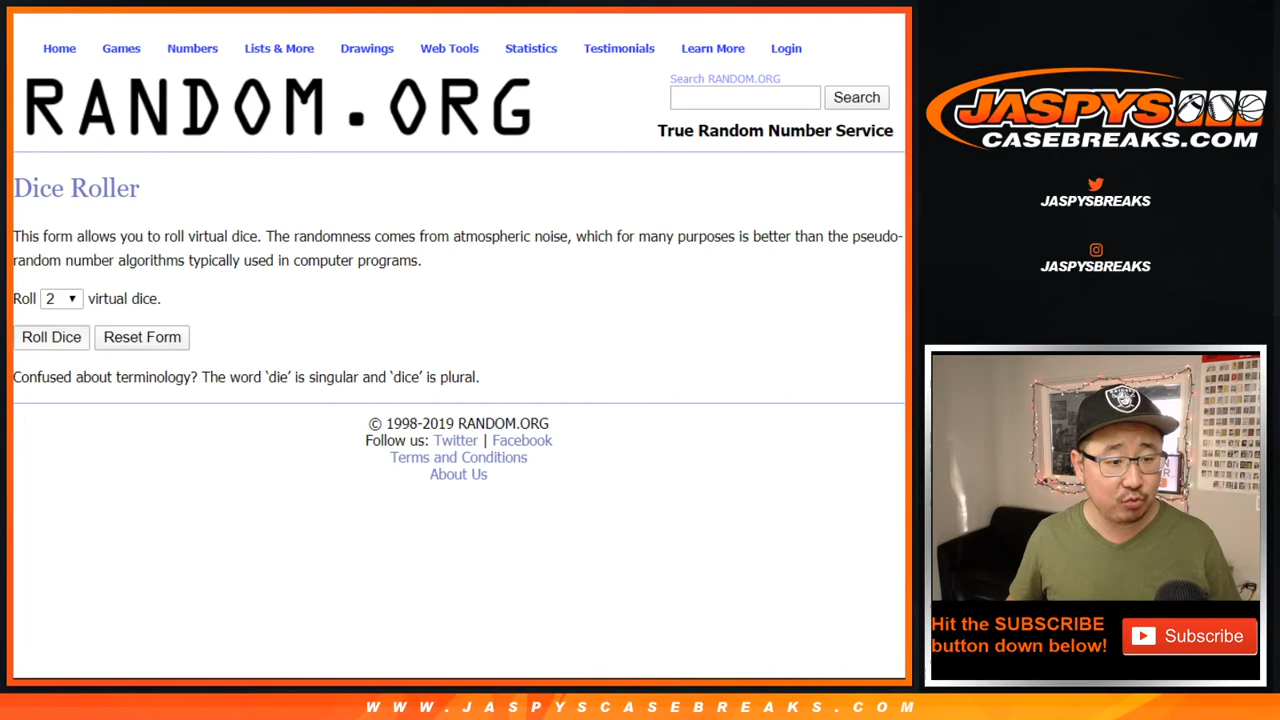 Home Games Numbers Lists & More Drawings Web Tools Statistics Testimonials Learn More Login
RANDOM.ORG
Search RANDOM.ORG
Search
True Random Number Service
Dice Roller
This form allows you to roll virtual dice. The randomness comes from atmospheric noise, which for many purposes is better than the pseudo-
random number algorithms typically used in computer programs.
Roll 2 virtual dice.
Roll Dice Reset Form
Confused about terminology? The word ‘die’ is singular and ‘dice’ is plural.
© 1998-2019 RANDOM.ORG
Follow us: Twitter | Facebook
Terms and Conditions
About Us
JASPYS
CASEBREAKS.COM
JASPYSBREAKS
JASPYSBREAKS
Hit the SUBSCRIBE
button down below!
Subscribe
WWW.JASPYSCASEBREAKS.COM